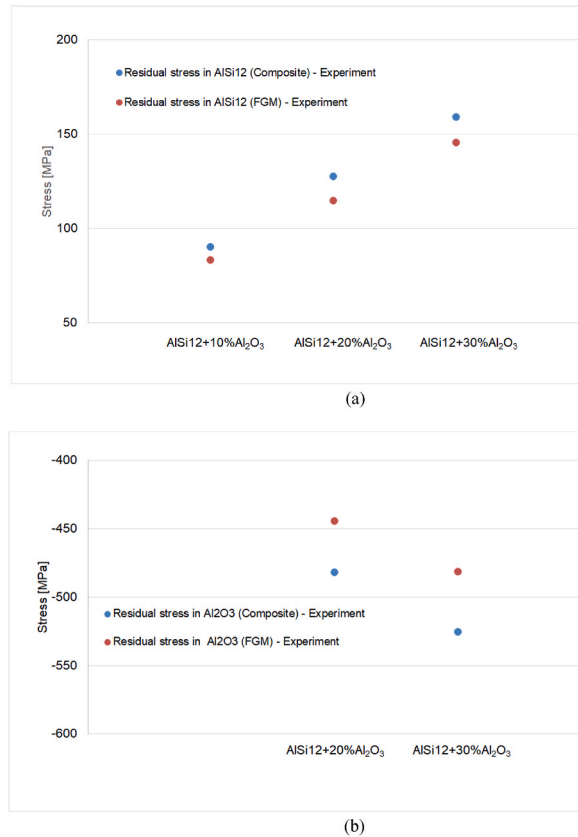 200
Residual stress in AlSi12 (Composite) - Experiment
Residual stress in AlSi12 (FGM) - Experiment
150
Stress [MPa]
100
50
AlSi12+10%Al₂O₃ AlSi12+20%Al₂O₃ AlSi12+30%Al₂O₃
(a)
-400
-450
Stress [MPa]
-500
Residual stress in Al2O3 (Composite) - Experiment
Residual stress in Al2O3 (FGM) - Experiment
-550
-600
AlSi12+20%Al₂O₃ AlSi12+30%Al₂O₃
(b)